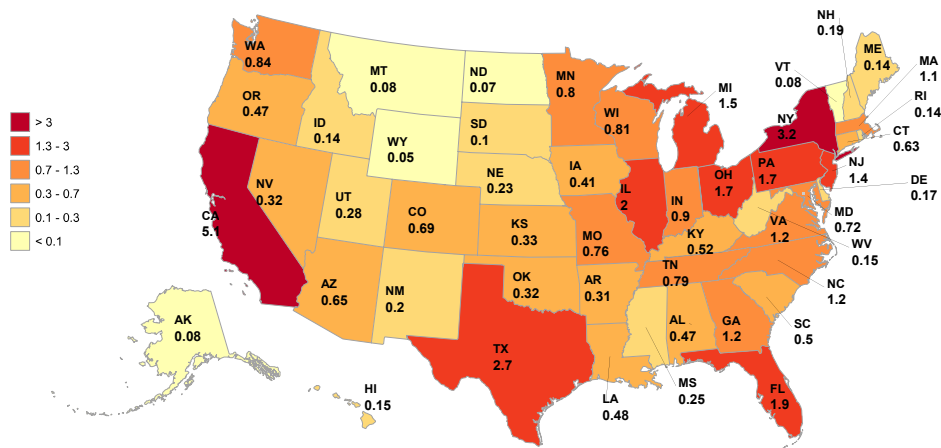 > 3
1.3 - 3
0.7 - 1.3
0.3 - 0.7
0.1 - 0.3
< 0.1
WA
0.84
OR
0.47
CA
5.1
NV
0.32
ID
0.14
MT
0.08
WY
0.05
UT
0.28
AZ
0.65
CO
0.69
NM
0.2
ND
0.07
SD
0.1
NE
0.23
KS
0.33
OK
0.32
TX
2.7
MN
0.8
IA
0.41
MO
0.76
AR
0.31
LA
0.48
WI
0.81
IL
2
MI
1.5
IN
0.9
OH
1.7
KY
0.52
TN
0.79
MS
0.25
AL
0.47
GA
1.2
FL
1.9
SC
0.5
NC
1.2
VA
1.2
WV
0.15
MD
0.72
DE
0.17
PA
1.7
NJ
1.4
NY
3.2
CT
0.63
RI
0.14
MA
1.1
VT
0.08
NH
0.19
ME
0.14
AK
0.08
HI
0.15